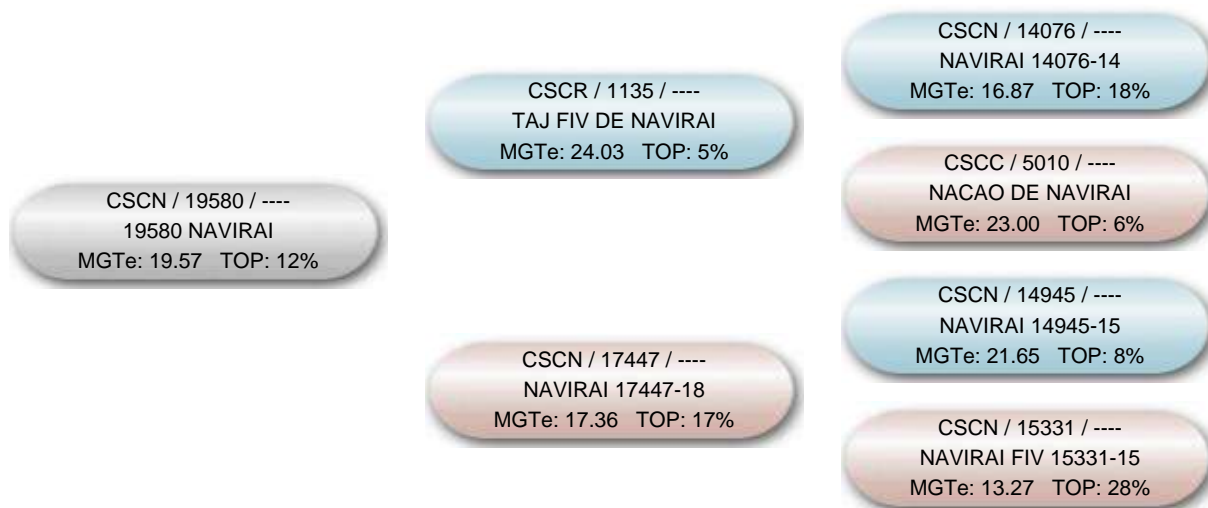 CSCN / 19580 / ----
19580 NAVIRAI
MGTe: 19.57 TOP: 12%
CSCR / 1135 / ----
TAJ FIV DE NAVIRAI
MGTe: 24.03 TOP: 5%
CSCN / 17447 / ----
NAVIRAI 17447-18
MGTe: 17.36 TOP: 17%
CSCN / 14076 / ----
NAVIRAI 14076-14
MGTe: 16.87 TOP: 18%
CSCC / 5010 / ----
NACAO DE NAVIRAI
MGTe: 23.00 TOP: 6%
CSCN / 14945 / ----
NAVIRAI 14945-15
MGTe: 21.65 TOP: 8%
CSCN / 15331 / ----
NAVIRAI FIV 15331-15
MGTe: 13.27 TOP: 28%